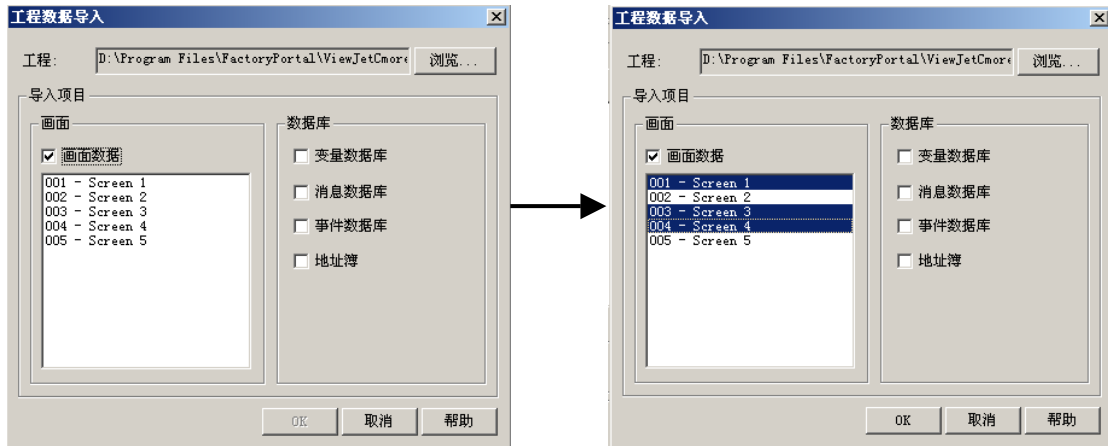 工程数据导入
工程: D:\Program Files\FactoryPortal\ViewJetCmore 浏览...
导入项目
画面 数据库
画面数据 变量数据库
001 - Screen 1
002 - Screen 2 消息数据库
003 - Screen 3
004 - Screen 4 事件数据库
005 - Screen 5
地址簿
OK 取消 帮助
工程数据导入
工程: D:\Program Files\FactoryPortal\ViewJetCmore 浏览...
导入项目
画面 数据库
画面数据 变量数据库
001 - Screen 1
002 - Screen 2 消息数据库
003 - Screen 3
004 - Screen 4 事件数据库
005 - Screen 5
地址簿
OK 取消 帮助